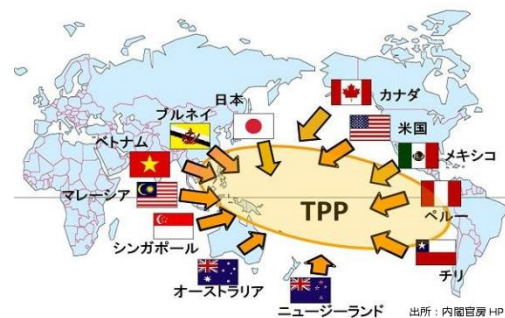 カナダ
日本
ブルネイ
米国
ベトナム
メキシコ
マレーシア
TPP
ペルー
シンガポール
チリ
オーストラリア
ニュージーランド
出所：内閣官房HP